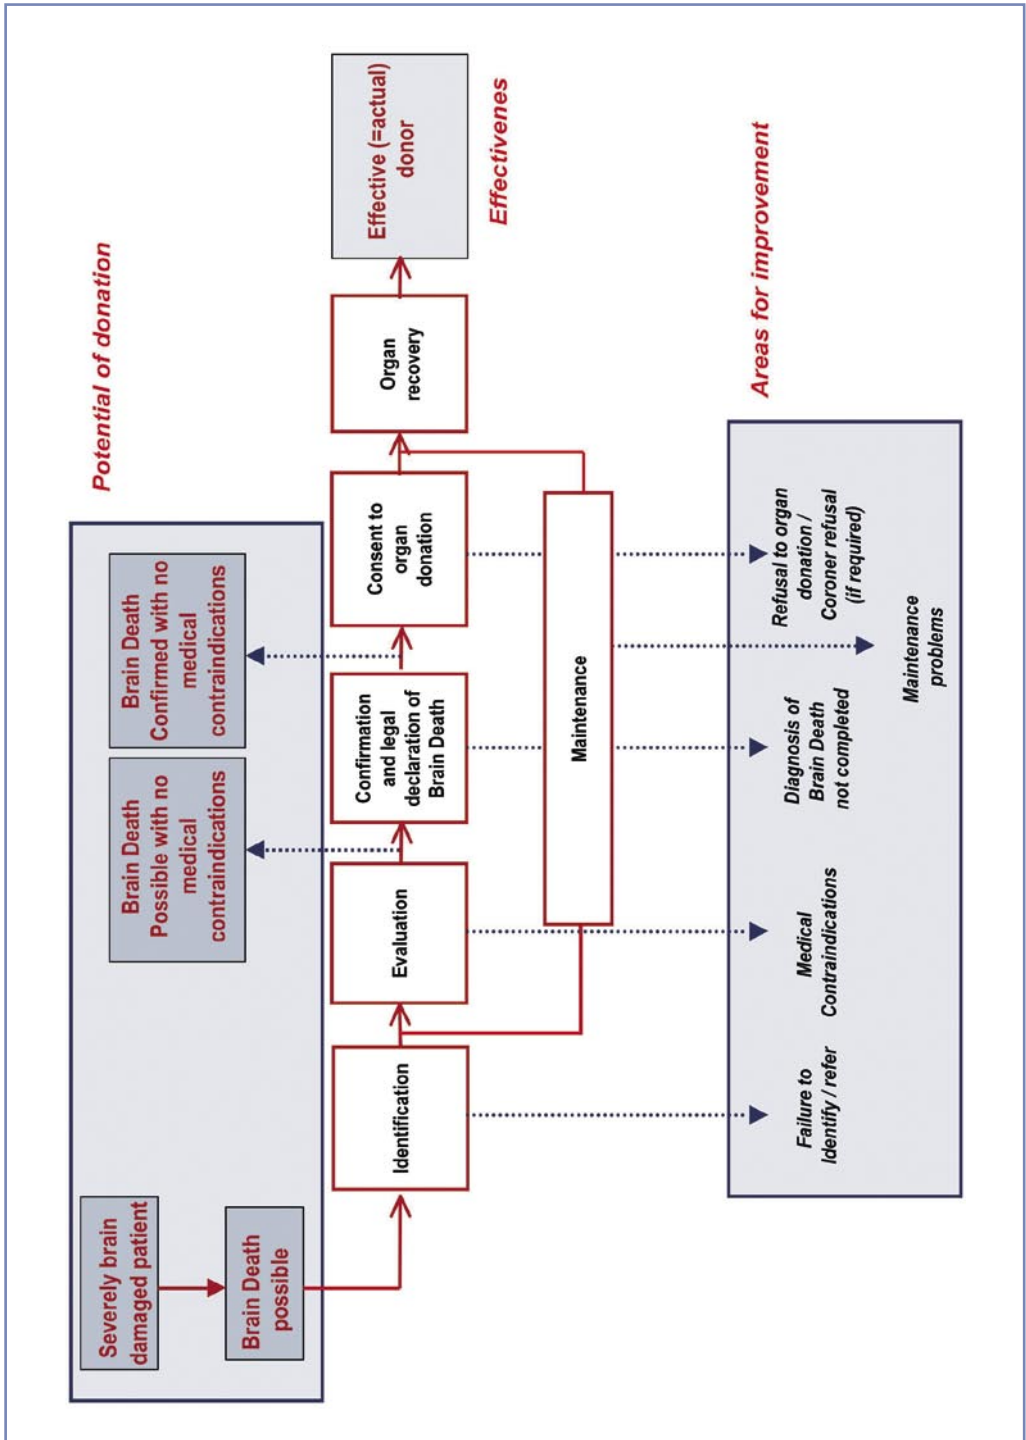 Potential of donation
Severely brain
damaged patient
Brain Death
possible
Brain Death
Possible with no
medical
contraindications
Brain Death
Confirmed with no
medical
contraindications
Identification
Evaluation
Confirmation
and legal
declaration of
Brain Death
Consent to
organ
donation
Organ
recovery
Effective (=actual)
donor
Effectivenes
Maintenance
Areas for improvement
Failure to
Identify / refer
Medical
Contraindications
Diagnosis of
Brain Death
not completed
Refusal to organ
donation /
Coroner refusal
(if required)
Maintenance
problems